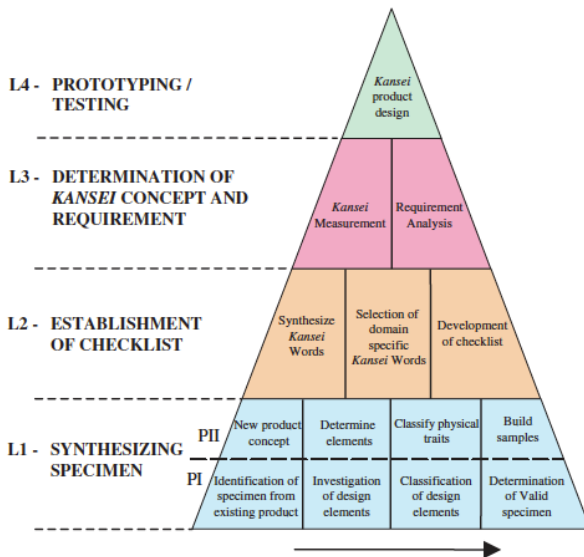 Kansei
product
design
L4 - PROTOTYPING /
TESTING
L3 - DETERMINATION OF
KANSEI CONCEPT AND
REQUIREMENT
Kansei
Measurement
Requirement
Analysis
L2 - ESTABLISHMENT
OF CHECKLIST
Synthesize
Kansei
Words
Selection of
domain
specific
Kansei Words
Development
of checklist
L1 - SYNTHESIZING
SPECIMEN
PII
New product
concept
Determine
elements
Classify physical
traits
Build
samples
PI
Identification of
specimen from
existing product
Investigation
of design
elements
Classification
of design
elements
Determination
of Valid
specimen